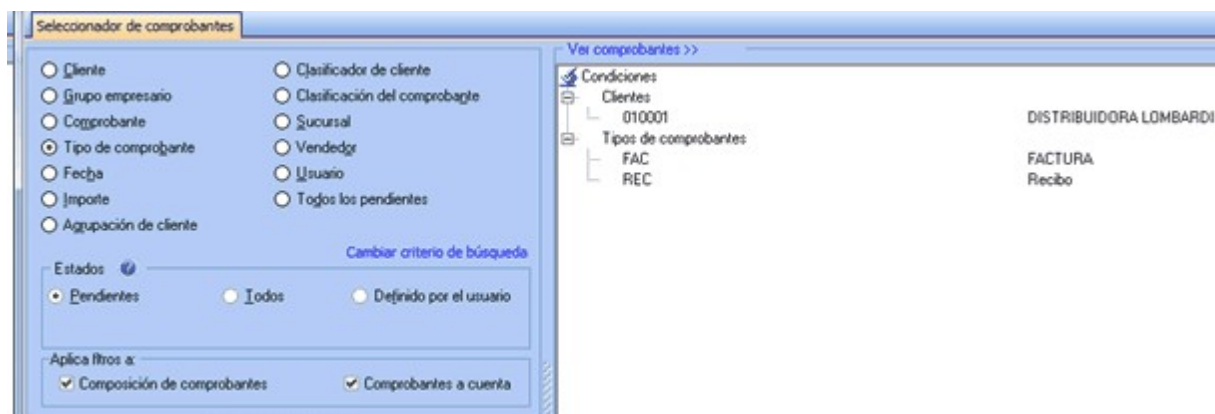 Seleccionador de comprobantes
Cliente
Clasificador de cliente
Grupo empresario
Clasificación del comprobante
Comprobante
Sucursal
Tipo de comprobante
Vendedor
Fecha
Usuario
Importe
Todos los pendientes
Agrupación de cliente
Cambiar criterio de búsqueda
Estados
Pendientes
Todos
Definido por el usuario
Aplica filtros a:
Composición de comprobantes
Comprobantes a cuenta
Ver comprobantes >>
Condiciones
Clientes
010001 DISTRIBUIDORA LOMBARDI
Tipos de comprobantes
FAC FACTURA
REC Recibo